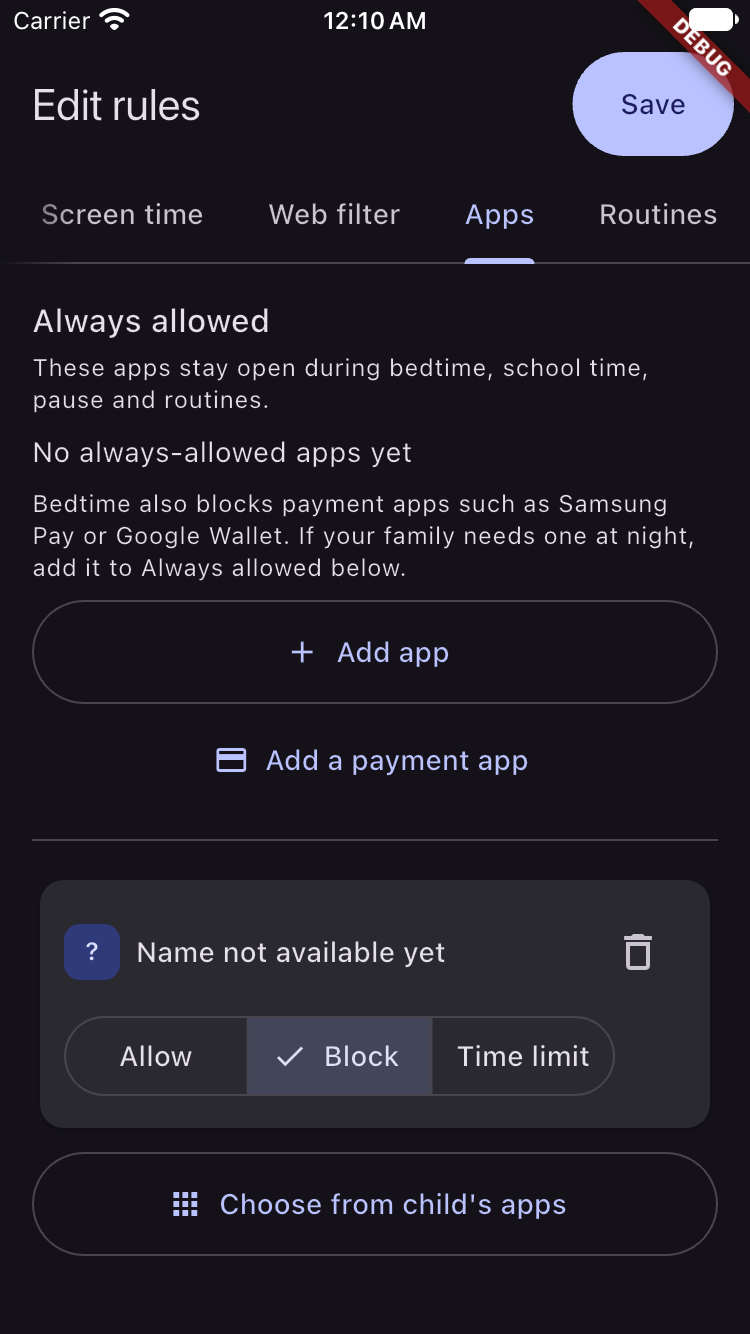 Carrier 12:10 AM
DEBUG
Edit rules
Save
Screen time Web filter Apps Routines
Always allowed
These apps stay open during bedtime, school time,
pause and routines.
No always-allowed apps yet
Bedtime also blocks payment apps such as Samsung
Pay or Google Wallet. If your family needs one at night,
add it to Always allowed below.
+ Add app
Add a payment app
? Name not available yet
Allow Block Time limit
Choose from child's apps